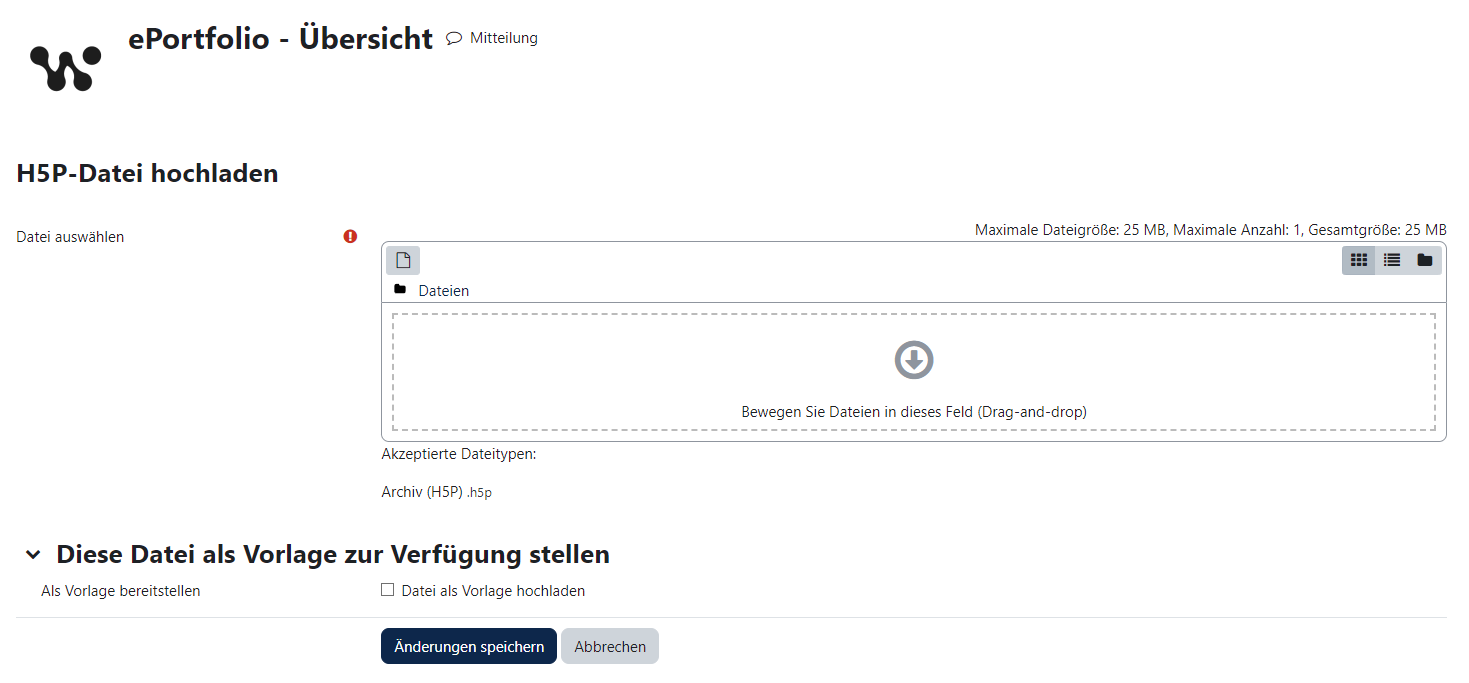 ePortfolio - Übersicht Mitteilung
H5P-Datei hochladen
Datei auswählen
Maximale Dateigröße: 25 MB, Maximale Anzahl: 1, Gesamtgröße: 25 MB
Dateien
Bewegen Sie Dateien in dieses Feld (Drag-and-drop)
Akzeptierte Dateitypen:
Archiv (H5P) .h5p
Diese Datei als Vorlage zur Verfügung stellen
Als Vorlage bereitstellen Datei als Vorlage hochladen
Änderungen speichern Abbrechen